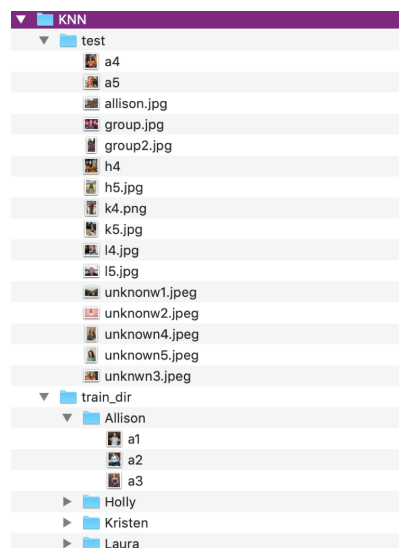 KNN
test
a4
a5
allison.jpg
group.jpg
group2.jpg
h4
h5.jpg
k4.png
k5.jpg
l4.jpg
l5.jpg
unknonw1.jpeg
unknonw2.jpeg
unknown4.jpeg
unknown5.jpeg
unknwn3.jpeg
train_dir
Allison
a1
a2
a3
Holly
Kristen
Laura